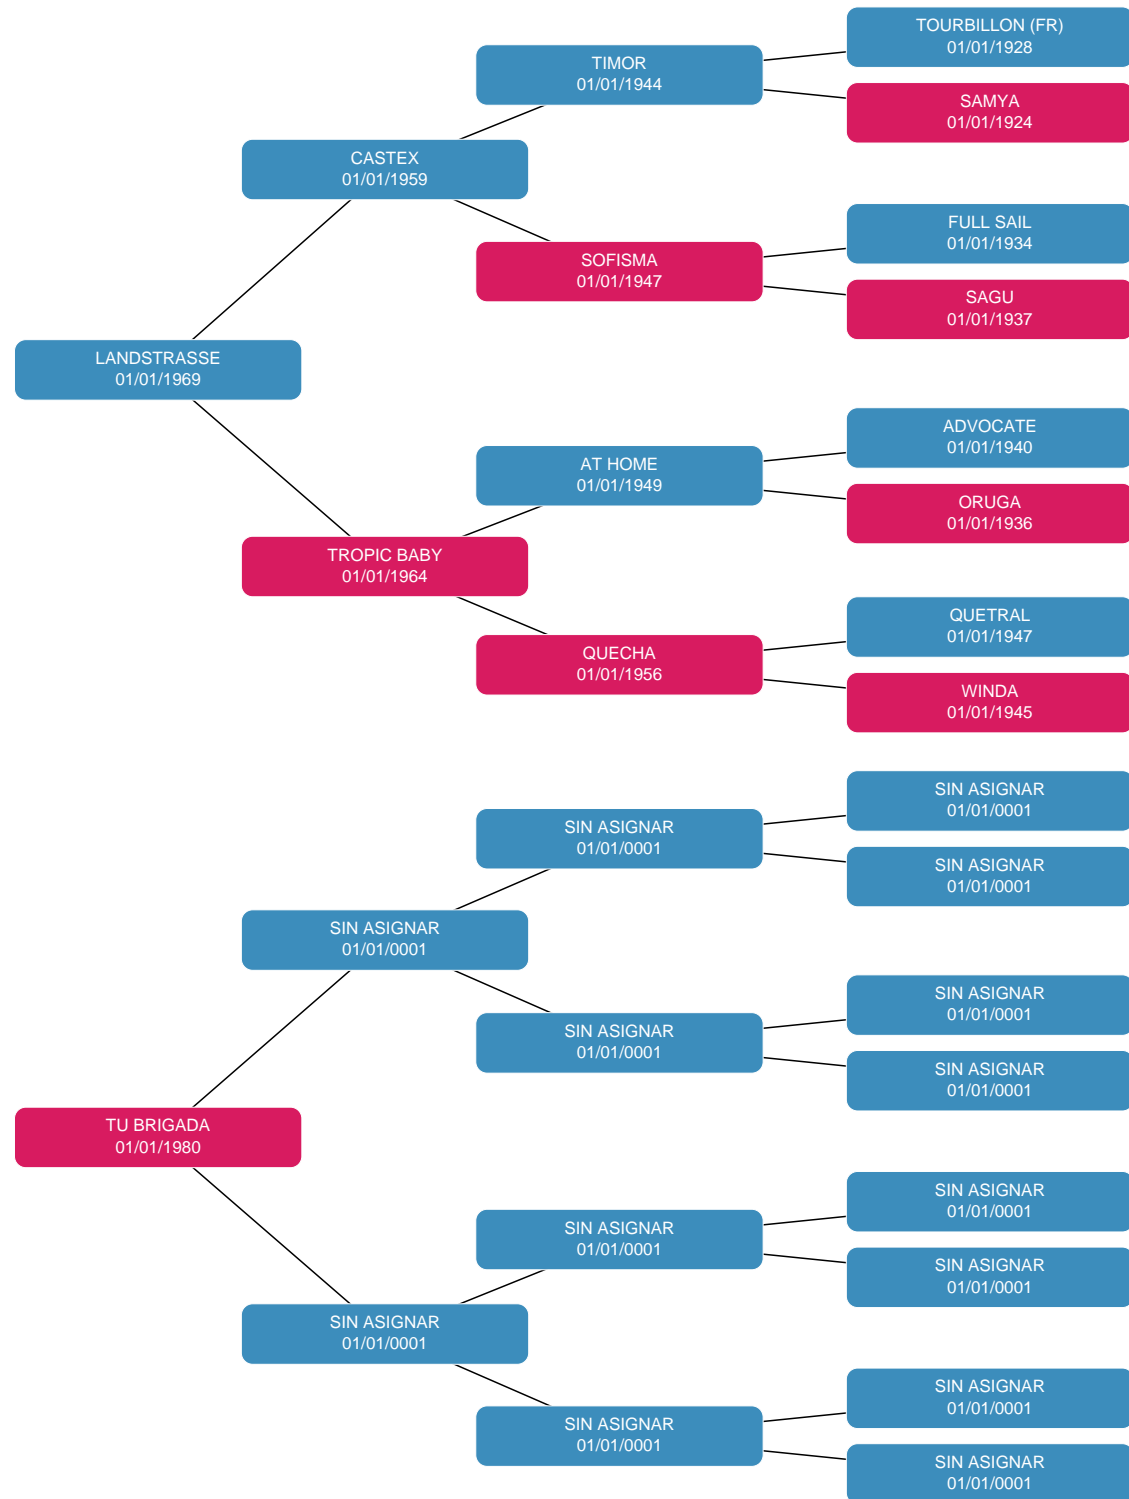 TOURBILLON (FR)
01/01/1928
TIMOR
01/01/1944
SAMYA
01/01/1924
CASTEX
01/01/1959
FULL SAIL
01/01/1934
SOFISMA
01/01/1947
SAGU
01/01/1937
LANDSTRASSE
01/01/1969
ADVOCATE
01/01/1940
AT HOME
01/01/1949
ORUGA
01/01/1936
TROPIC BABY
01/01/1964
QUETRAL
01/01/1947
QUECHA
01/01/1956
WINDA
01/01/1945
SIN ASIGNAR
01/01/0001
SIN ASIGNAR
01/01/0001
SIN ASIGNAR
01/01/0001
SIN ASIGNAR
01/01/0001
SIN ASIGNAR
01/01/0001
SIN ASIGNAR
01/01/0001
SIN ASIGNAR
01/01/0001
TU BRIGADA
01/01/1980
SIN ASIGNAR
01/01/0001
SIN ASIGNAR
01/01/0001
SIN ASIGNAR
01/01/0001
SIN ASIGNAR
01/01/0001
SIN ASIGNAR
01/01/0001
SIN ASIGNAR
01/01/0001
SIN ASIGNAR
01/01/0001